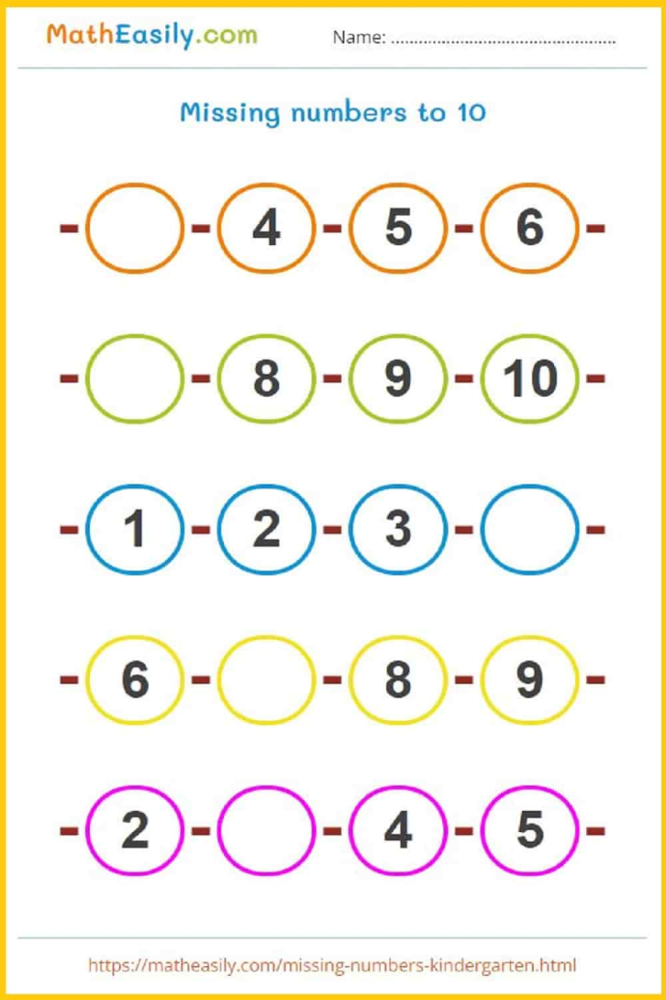 MathEasily.com
Name: ................................................
Missing numbers to 10
- - 4 - 5 - 6 -
- - 8 - 9 - 10 -
- 1 - 2 - 3 - -
- 6 - - 8 - 9 -
- 2 - - 4 - 5 -
https://matheasily.com/missing-numbers-kindergarten.html